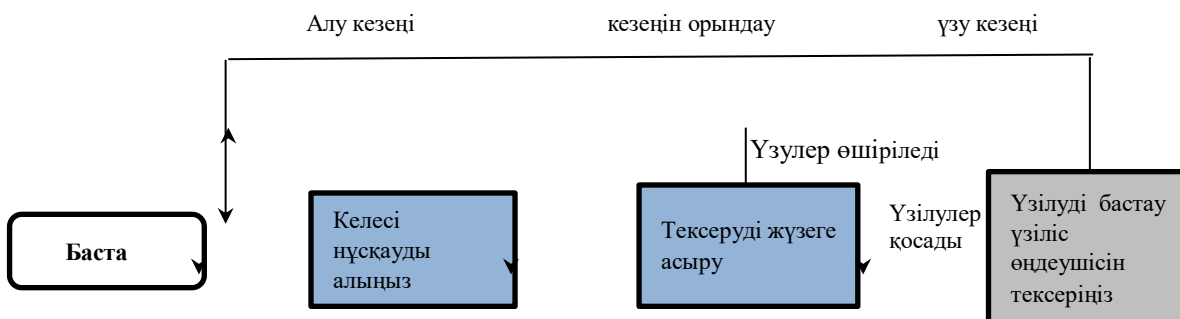 Алу кезеңі кезеңін орындау үзу кезеңі
Үзулер өшіріледі
Баста
Келесі
нұсқауды
алыңыз
Тексеруді жүзеге
асыру
Үзілулер
қосады
Үзілуді бастау
үзіліс
өңдеушісін
тексеріңіз